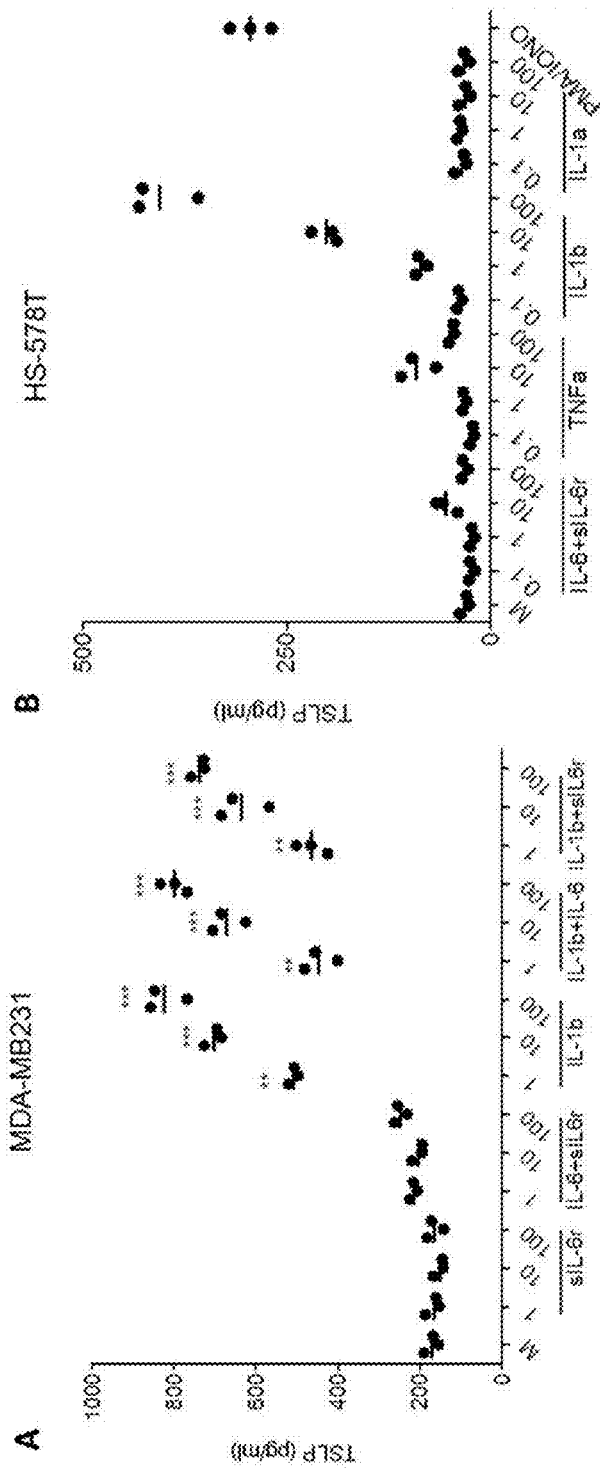 A
MDA-MB231
TSLP (pg/ml)
1000
800
600
400
200
0
*** *** *** *** *** ***
** ** **
M 1 10 100 1 10 100 1 10 100 1 10 100 1 10 100
sIL-6r IL-6+sIL6r IL-1b IL-1b+IL-6 IL-1b+sIL6r
B
HS-578T
TSLP (pg/ml)
500
250
0
M 0.1 1 10 100 0.1 1 10 100 0.1 1 10 100 0.1 1 10 100 PMA/IONO
IL-6+sIL-6r TNFa IL-1b IL-1a